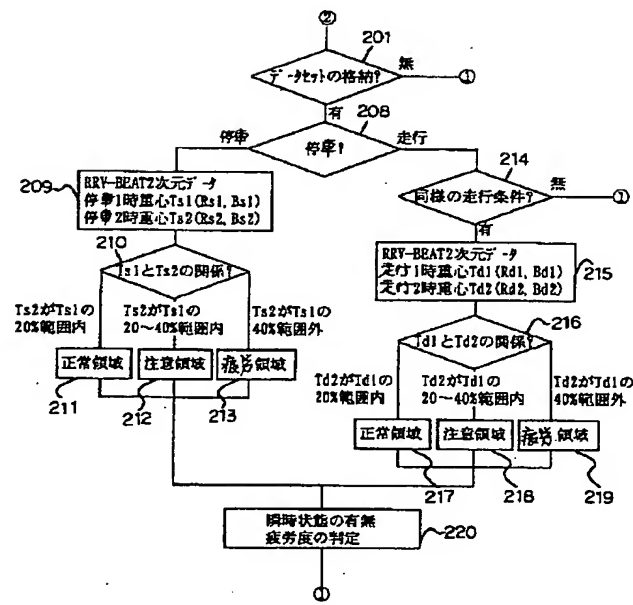 ②
201
データセットの格納?
無
①
有
208
停車
停車?
走行
214
209
RRV-BEAT2次元データ
停車1時重心Ts1(Rs1, Bs1)
停車2時重心Ts2(Rs2, Bs2)
同様の走行条件?
無
①
有
210
Ts1とTs2の関係?
RRV-BEAT2次元データ
走行1時重心Td1(Rd1, Bd1)
走行2時重心Td2(Rd2, Bd2)
215
Ts2がTs1の
20%範囲内
Ts2がTs1の
20~40%範囲内
Ts2がTs1の
40%範囲外
216
Td1とTd2の関係?
正常領域
注意領域
疲労領域
211
212
213
Td2がTd1の
20%範囲内
Td2がTd1の
20~40%範囲内
Td2がTd1の
40%範囲外
正常領域
注意領域
疲労領域
217
218
219
瞬時状態の有無
疲労度の判定
220
①